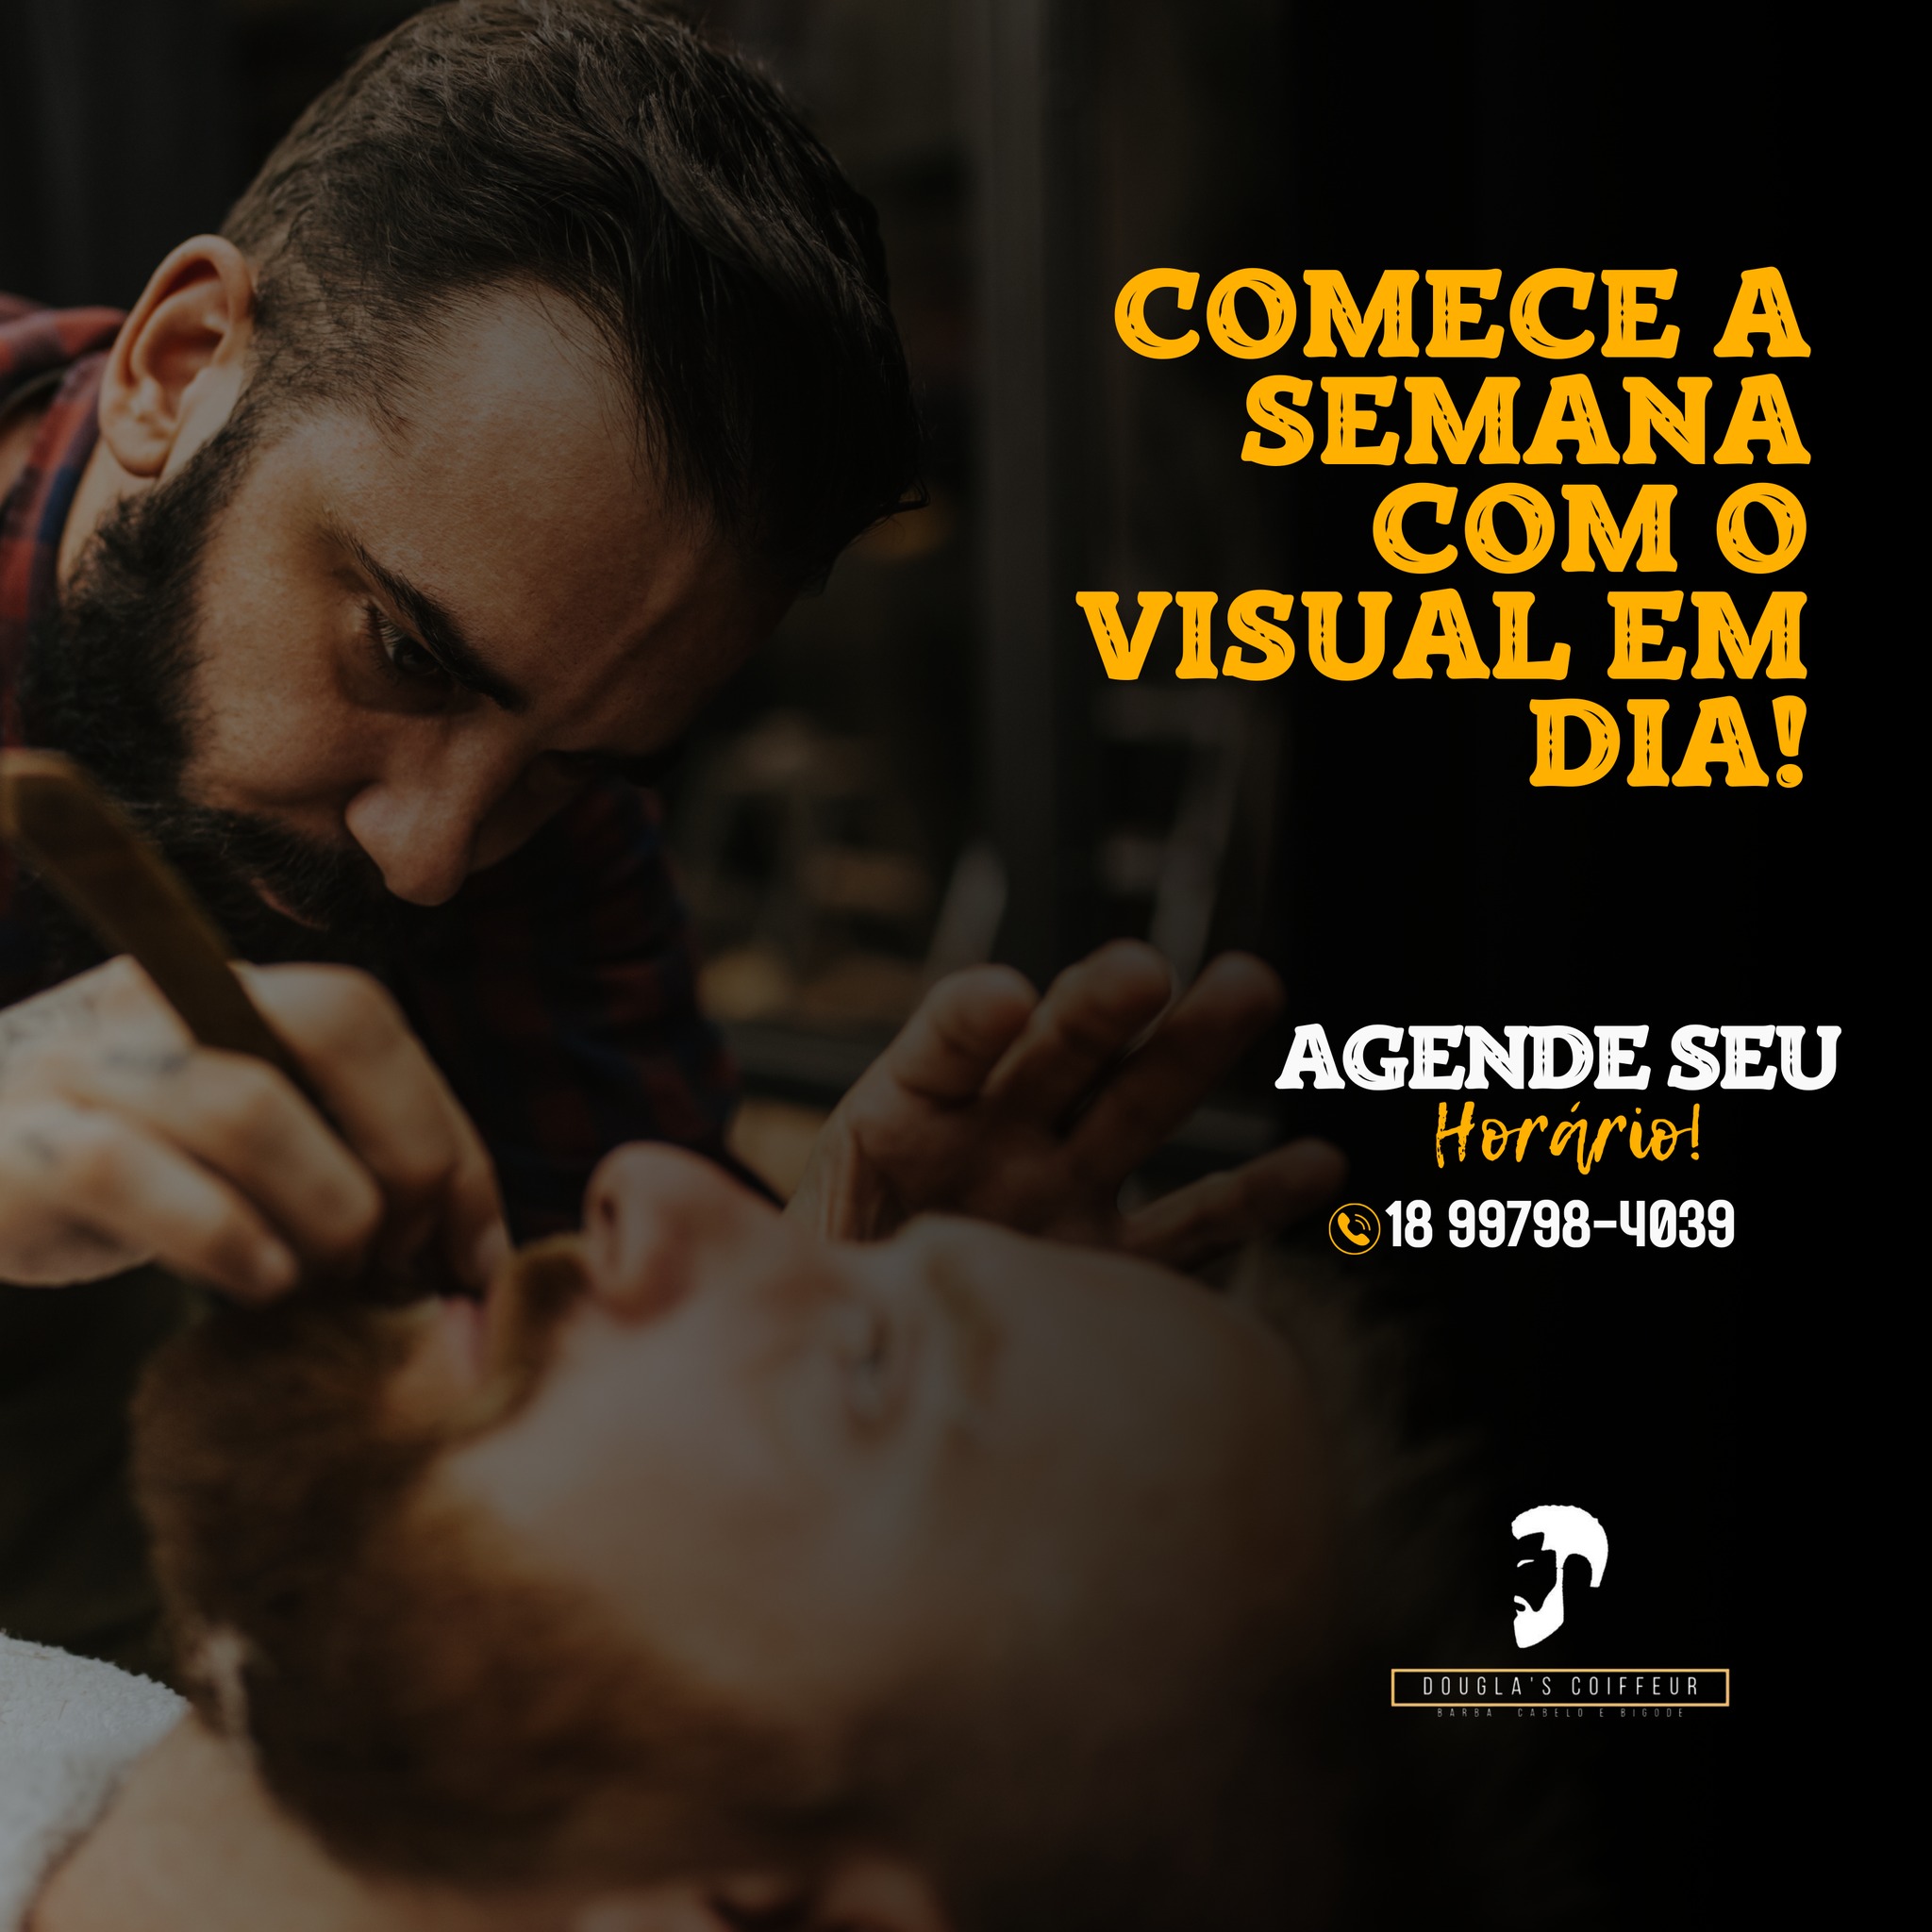 COMECE A
SEMANA
COM O
VISUAL EM
DIA!
AGENDE SEU
Horário!
18 99798-4039
DOUGLA'S COIFFEUR
BARBA CABELO E BIGODE